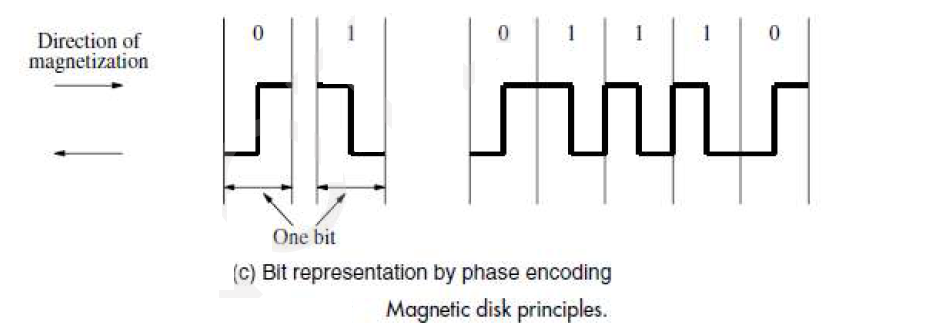 0 1 0 1 1 1 0
Direction of
magnetization
One bit
(c) Bit representation by phase encoding
Magnetic disk principles.